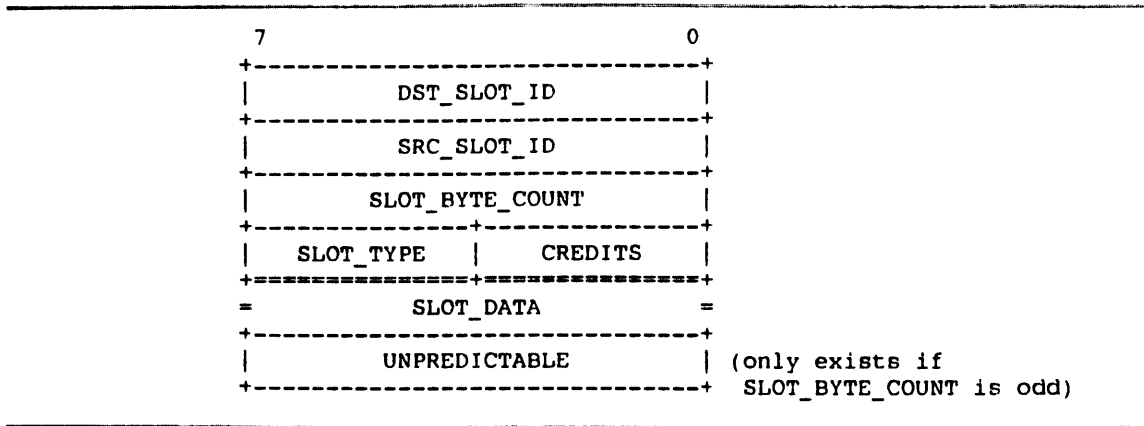 7 0
DST_SLOT_ID
SRC_SLOT_ID
SLOT_BYTE_COUNT
SLOT_TYPE | CREDITS
= SLOT_DATA =
UNPREDICTABLE (only exists if
SLOT_BYTE_COUNT is odd)